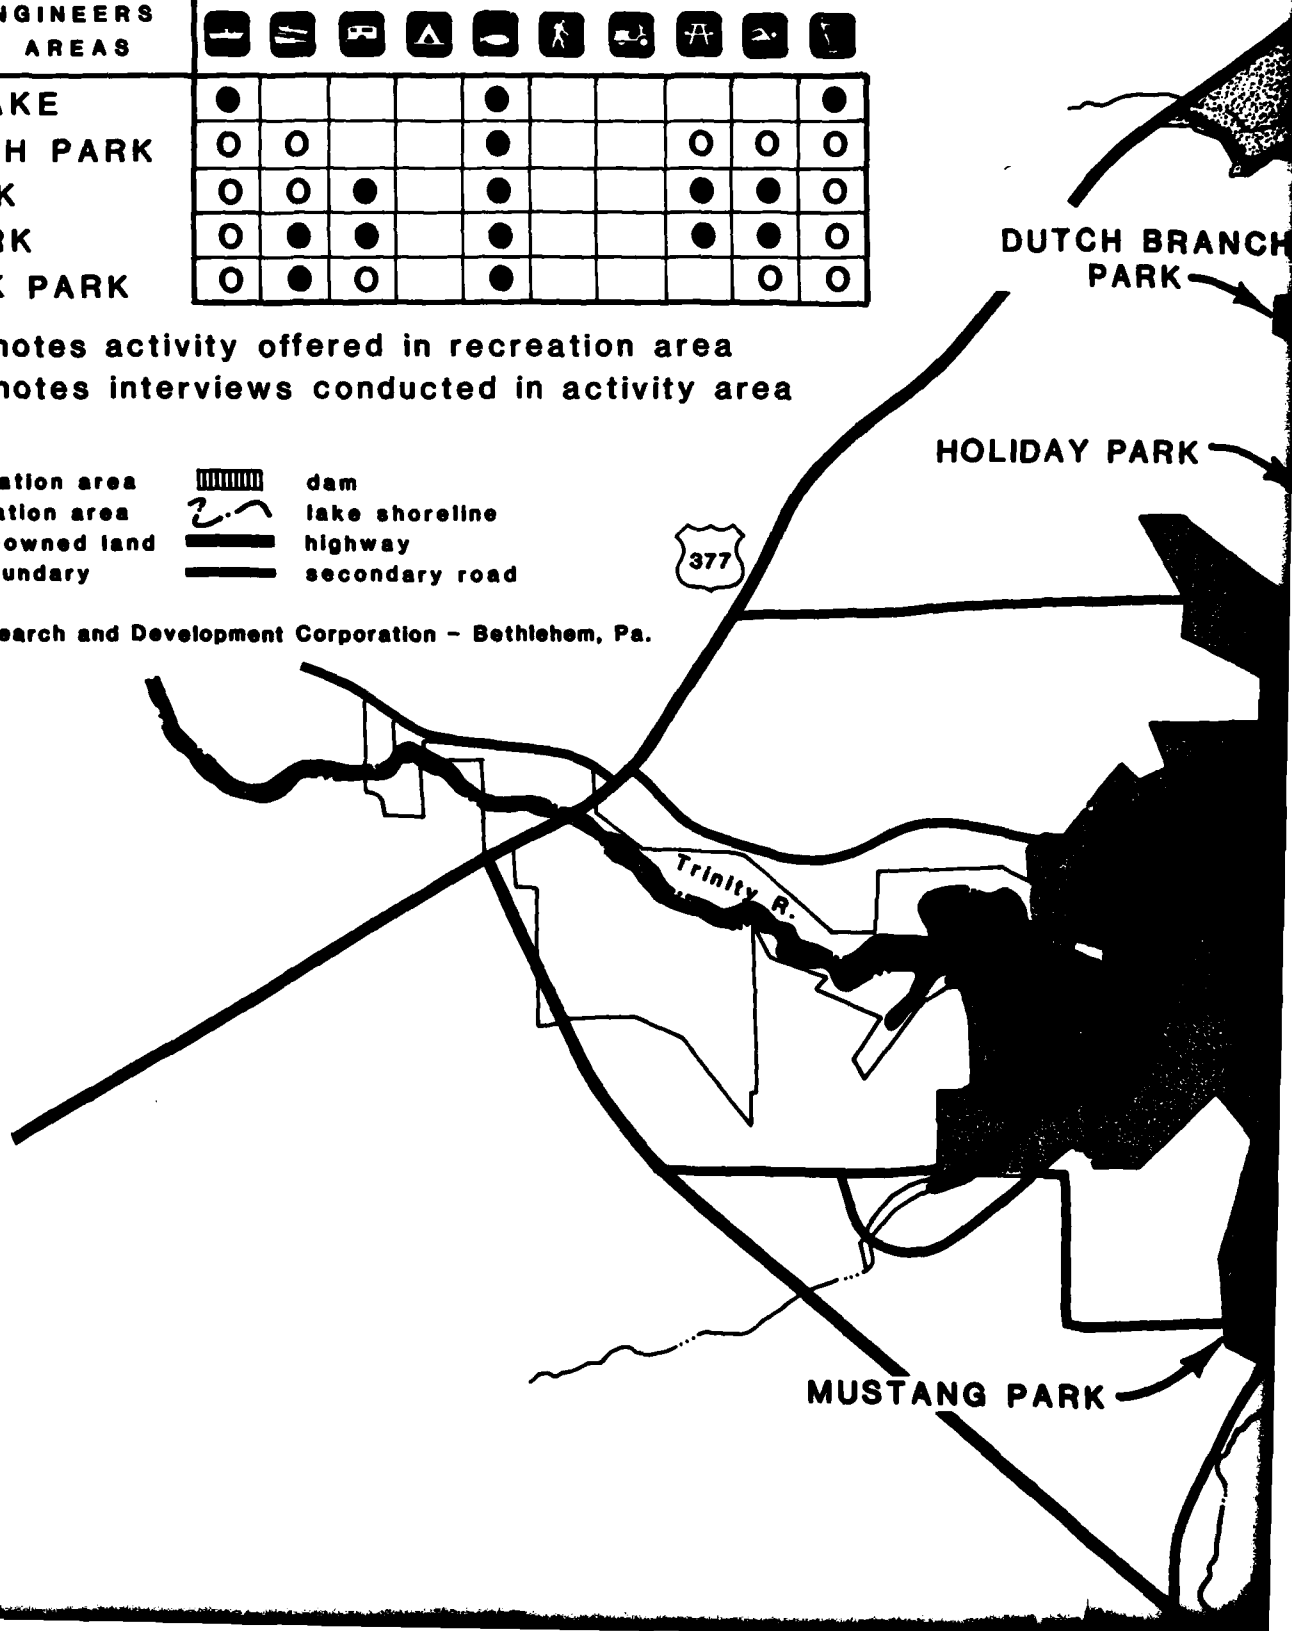 NGINEERS
AREAS
AKE
H PARK
K
RK
K PARK
notes activity offered in recreation area
notes interviews conducted in activity area
ation area dam
ation area lake shoreline
owned land highway
undary secondary road
earch and Development Corporation – Bethlehem, Pa.
DUTCH BRANCH
PARK
HOLIDAY PARK
377
Trinity R.
MUSTANG PARK